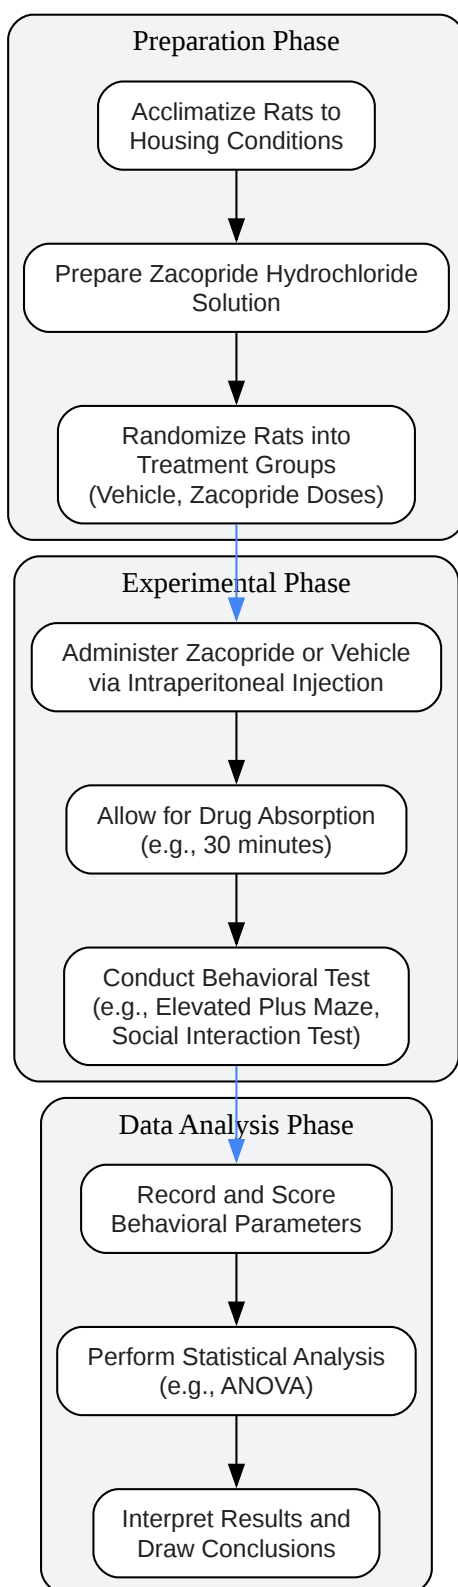 Preparation Phase
Acclimatize Rats to
Housing Conditions
Prepare Zacopride Hydrochloride
Solution
Randomize Rats into
Treatment Groups
(Vehicle, Zacopride Doses)
Experimental Phase
Administer Zacopride or Vehicle
via Intraperitoneal Injection
Allow for Drug Absorption
(e.g., 30 minutes)
Conduct Behavioral Test
(e.g., Elevated Plus Maze,
Social Interaction Test)
Data Analysis Phase
Record and Score
Behavioral Parameters
Perform Statistical Analysis
(e.g., ANOVA)
Interpret Results and
Draw Conclusions